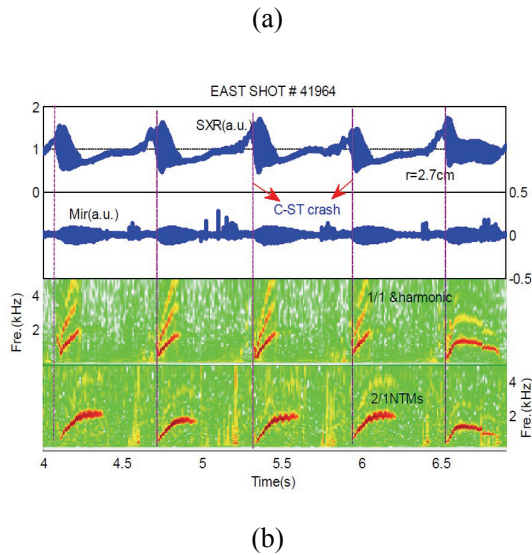 (a)
EAST SHOT # 41964
2
SXR(a.u.)
1
r=2.7cm
0
0.5
C-ST crash
Mir(a.u.)
0
-0.5
4
1/1 &harmonic
Fre.(kHz)
2
4
2/1NTMs
2
Fre.(kHz)
4 4.5 5 5.5 6 6.5
Time(s)
(b)